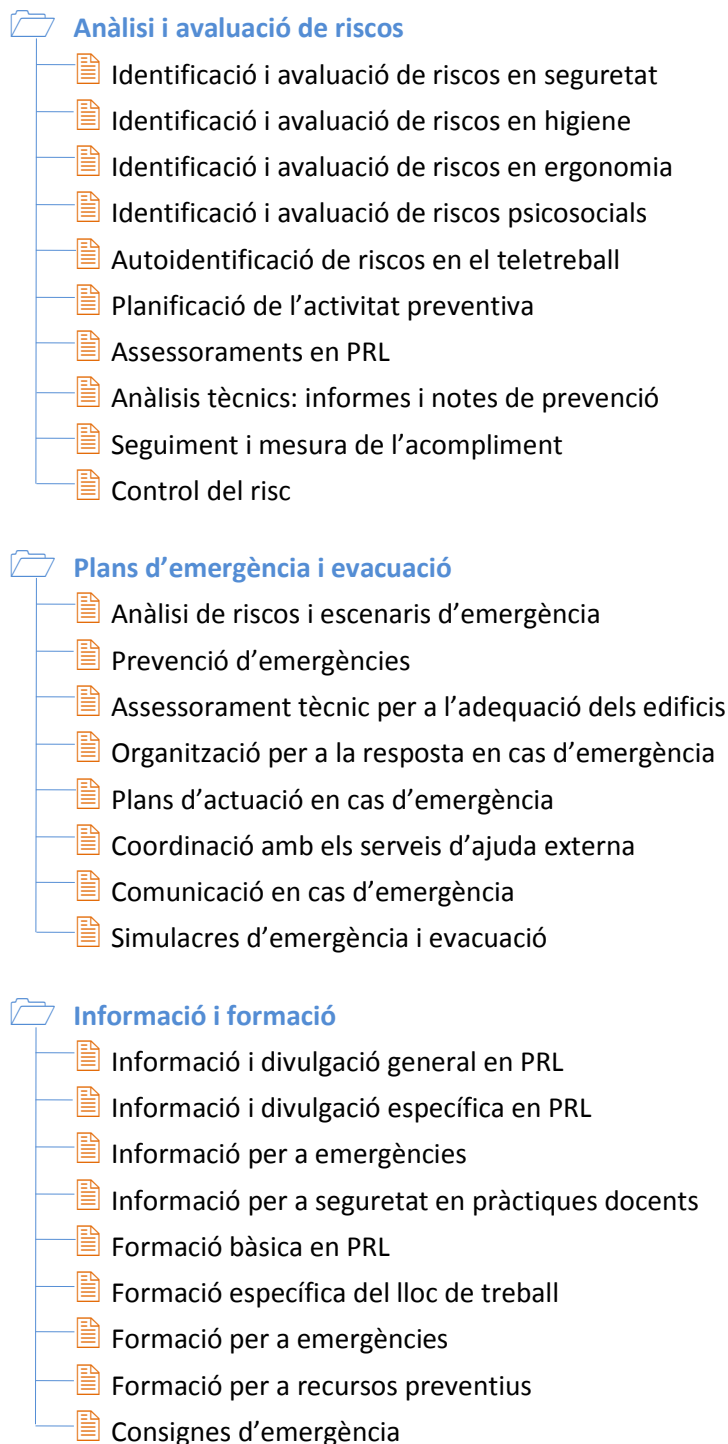 Anàlisi i avaluació de riscos
Identificació i avaluació de riscos en seguretat
Identificació i avaluació de riscos en higiene
Identificació i avaluació de riscos en ergonomia
Identificació i avaluació de riscos psicosocials
Autoidentificació de riscos en el teletreball
Planificació de l’activitat preventiva
Assessoraments en PRL
Anàlisis tècnics: informes i notes de prevenció
Seguiment i mesura de l’acompliment
Control del risc
Plans d’emergència i evacuació
Anàlisi de riscos i escenaris d’emergència
Prevenció d’emergències
Assessorament tècnic per a l’adequació dels edificis
Organització per a la resposta en cas d’emergència
Plans d’actuació en cas d’emergència
Coordinació amb els serveis d’ajuda externa
Comunicació en cas d’emergència
Simulacres d’emergència i evacuació
Informació i formació
Informació i divulgació general en PRL
Informació i divulgació específica en PRL
Informació per a emergències
Informació per a seguretat en pràctiques docents
Formació bàsica en PRL
Formació específica del lloc de treball
Formació per a emergències
Formació per a recursos preventius
Consignes d’emergència